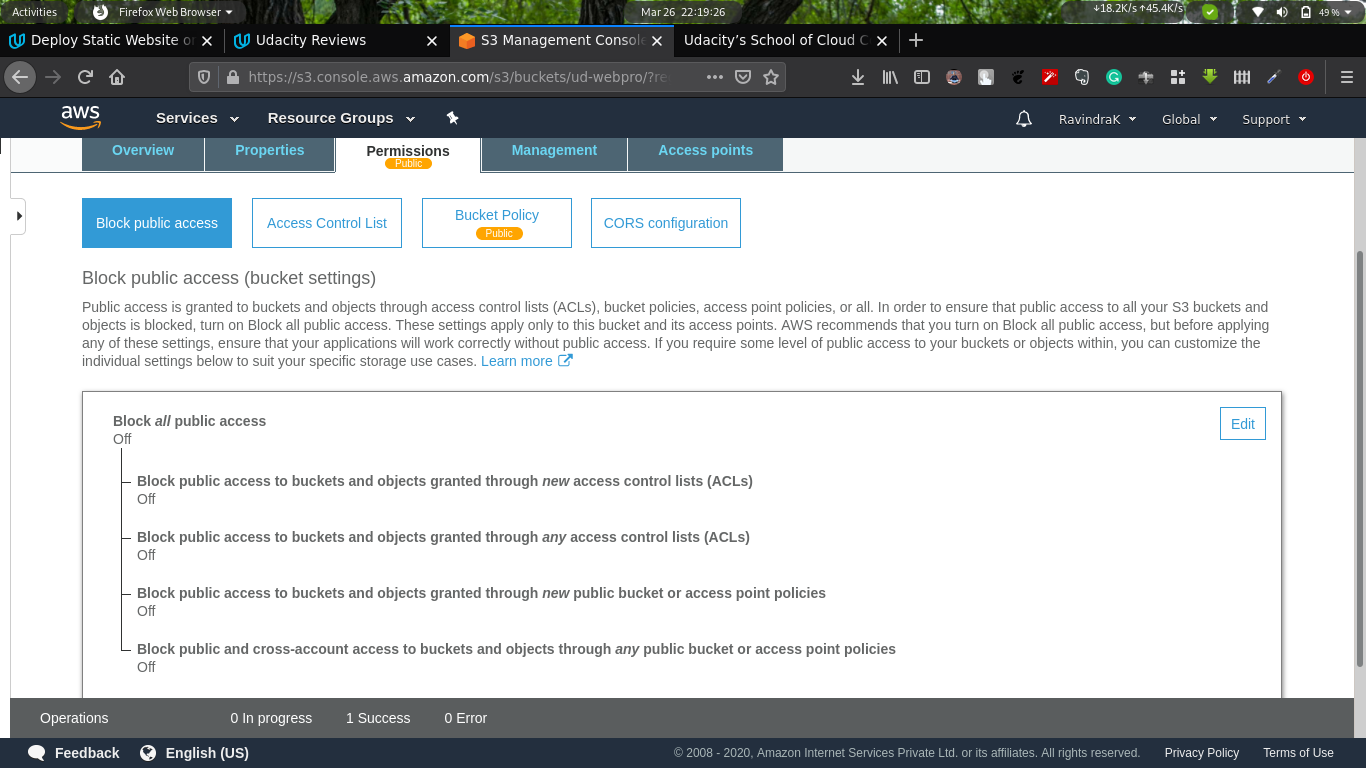 Activities
Firefox Web Browser
Mar 26 22:19:26
↓18.2K/s ↑45.4K/s
49 %
Deploy Static Website o
Udacity Reviews
S3 Management Console
Udacity's School of Cloud C
https://s3.console.aws.amazon.com/s3/buckets/ud-webpro/?re
aws
Services
Resource Groups
RavindraK
Global
Support
Overview
Properties
Permissions
Public
Management
Access points
Block public access
Access Control List
Bucket Policy
Public
CORS configuration
Block public access (bucket settings)
Public access is granted to buckets and objects through access control lists (ACLs), bucket policies, access point policies, or all. In order to ensure that public access to all your S3 buckets and
objects is blocked, turn on Block all public access. These settings apply only to this bucket and its access points. AWS recommends that you turn on Block all public access, but before applying
any of these settings, ensure that your applications will work correctly without public access. If you require some level of public access to your buckets or objects within, you can customize the
individual settings below to suit your specific storage use cases. Learn more
Block all public access
Edit
Off
Block public access to buckets and objects granted through new access control lists (ACLs)
Off
Block public access to buckets and objects granted through any access control lists (ACLs)
Off
Block public access to buckets and objects granted through new public bucket or access point policies
Off
Block public and cross-account access to buckets and objects through any public bucket or access point policies
Off
Operations
0 In progress
1 Success
0 Error
Feedback
English (US)
© 2008 - 2020, Amazon Internet Services Private Ltd. or its affiliates. All rights reserved.
Privacy Policy
Terms of Use